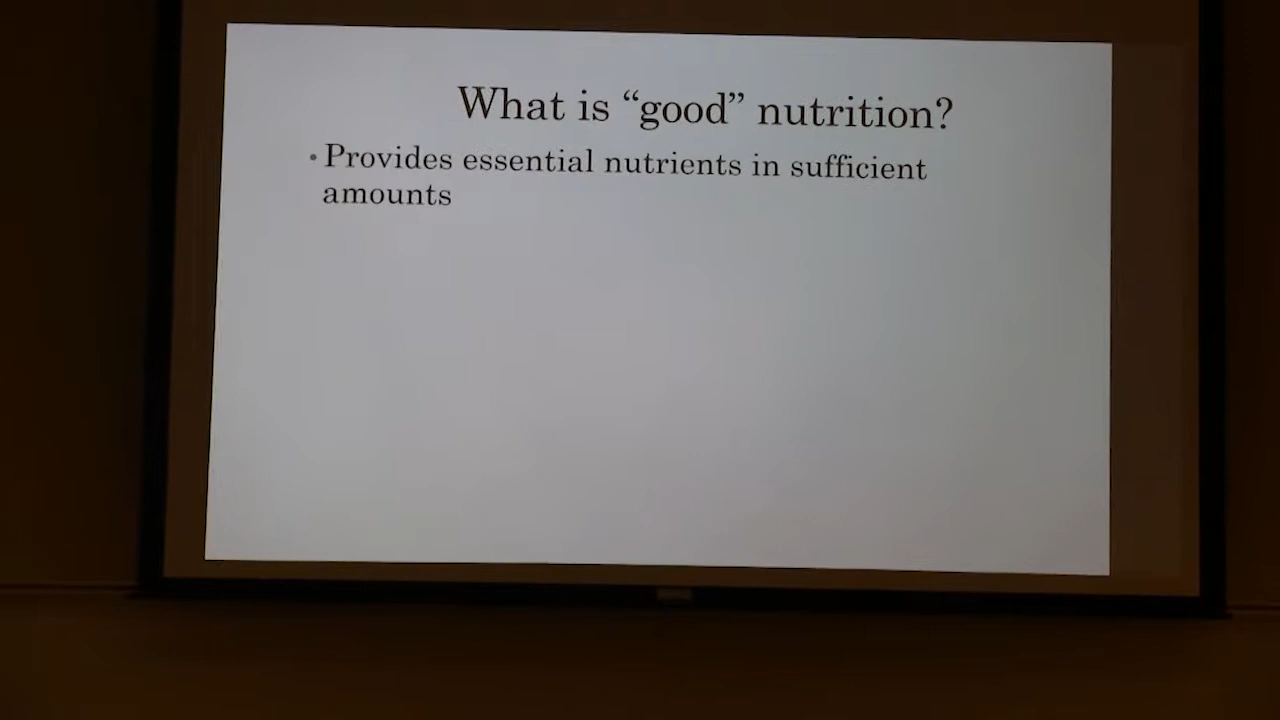 What is “good” nutrition?
• Provides essential nutrients in sufficient
amounts